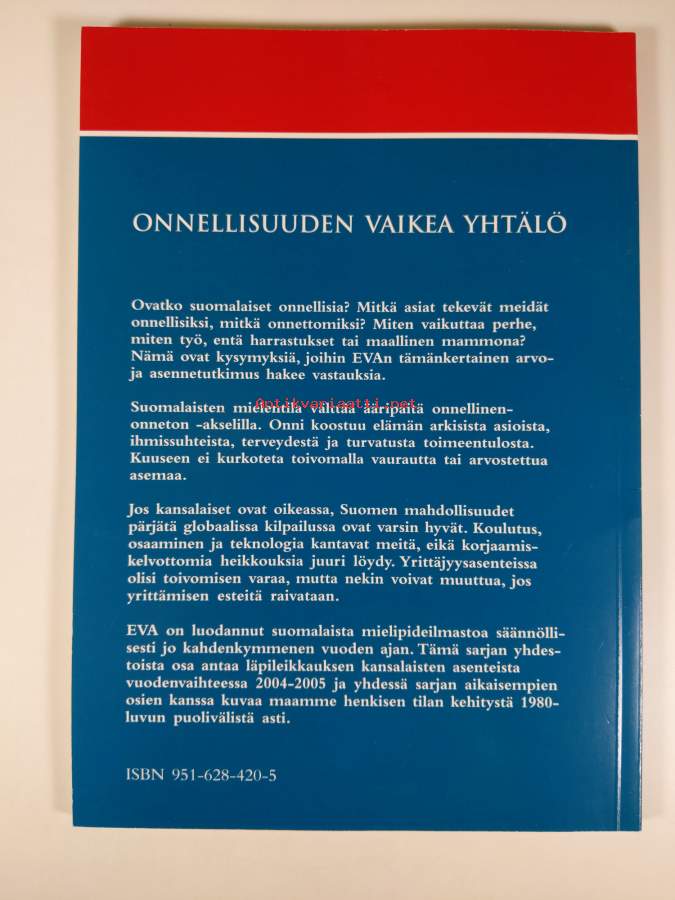 ONNELLISUUDEN VAIKEA YHTÄLÖ
Ovatko suomalaiset onnellisia? Mitkä asiat tekevät meidät
onnellisiksi, mitkä onnettomiksi? Miten vaikuttaa perhe,
miten työ, entä harrastukset tai maallinen mammona?
Nämä ovat kysymyksiä, joihin EVAn tämänkertainen arvo-
ja asennetutkimus hakee vastauksia.
Antikvariaatti.net
Suomalaisten mielentila välttää ääripäitä onnellinen-
onneton -akselilla. Onni koostuu elämän arkisista asioista,
ihmissuhteista, terveydestä ja turvatusta toimeentulosta.
Kuuseen ei kurkoteta toivomalla vaurautta tai arvostettua
asemaa.
Jos kansalaiset ovat oikeassa, Suomen mahdollisuudet
pärjätä globaalissa kilpailussa ovat varsin hyvät. Koulutus,
osaaminen ja teknologia kantavat meitä, eikä korjaamis-
kelvottomia heikkouksia juuri löydy. Yrittäjyysasenteissa
olisi toivomisen varaa, mutta nekin voivat muuttua, jos
yrittämisen esteitä raivataan.
EVA on luodannut suomalaista mielipideilmastoa säännölli-
sesti jo kahdenkymmenen vuoden ajan. Tämä sarjan yhdes-
toista osa antaa läpileikkauksen kansalaisten asenteista
vuodenvaihteessa 2004-2005 ja yhdessä sarjan aikaisempien
osien kanssa kuvaa maamme henkisen tilan kehitystä 1980-
luvun puolivälistä asti.
ISBN 951-628-420-5